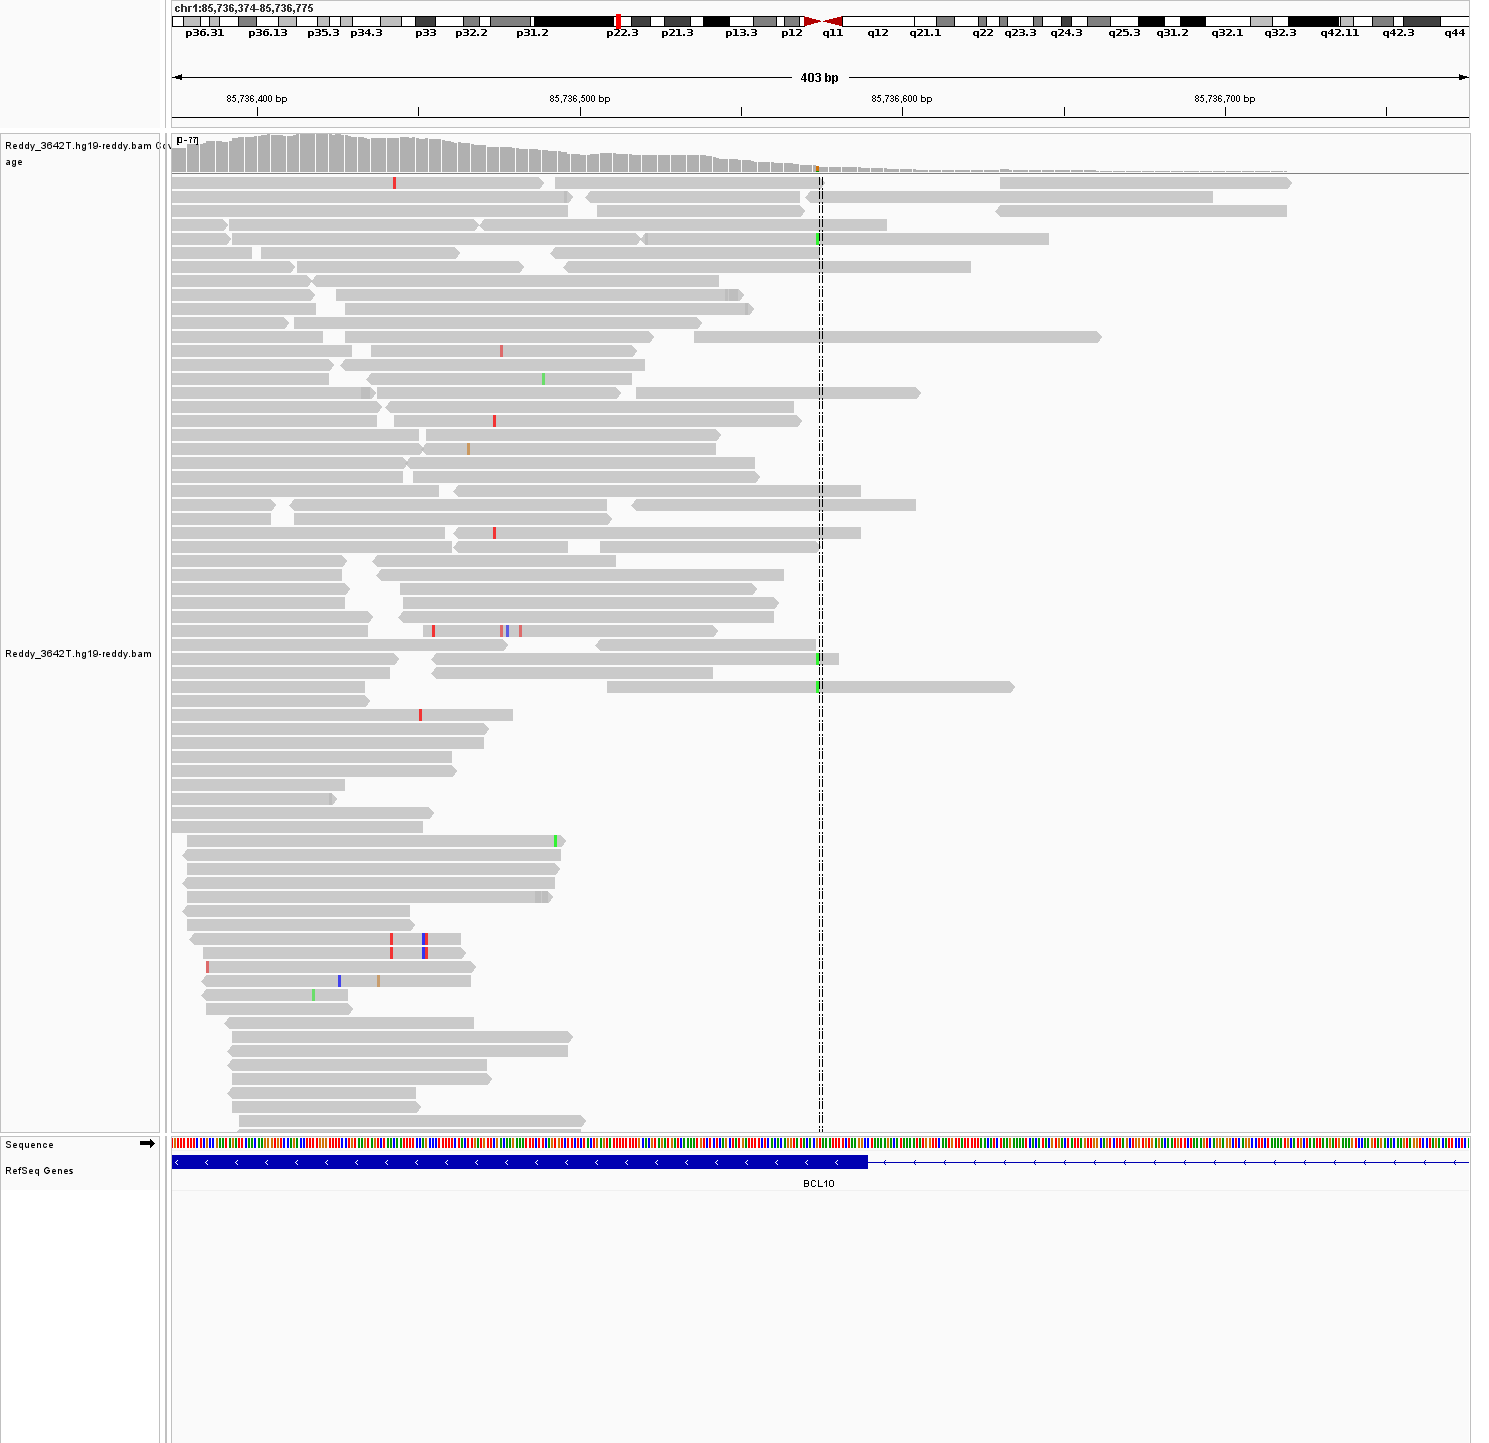 chr1:85,736,374-85,736,775
p36.31 p36.13 p35.3 p34.3 p33 p32.2 p31.2 p22.3 p21.3 p13.3 p12 q11 q12 q21.1 q22 q23.3 q24.3 q25.3 q31.2 q32.1 q32.3 q42.11 q42.3 q44
403 bp
85,736,400 bp 85,736,500 bp 85,736,600 bp 85,736,700 bp
[0-77]
Reddy_3642T.hg19-reddy.bam Cov
age
Reddy_3642T.hg19-reddy.bam
Sequence
RefSeq Genes
BCL10